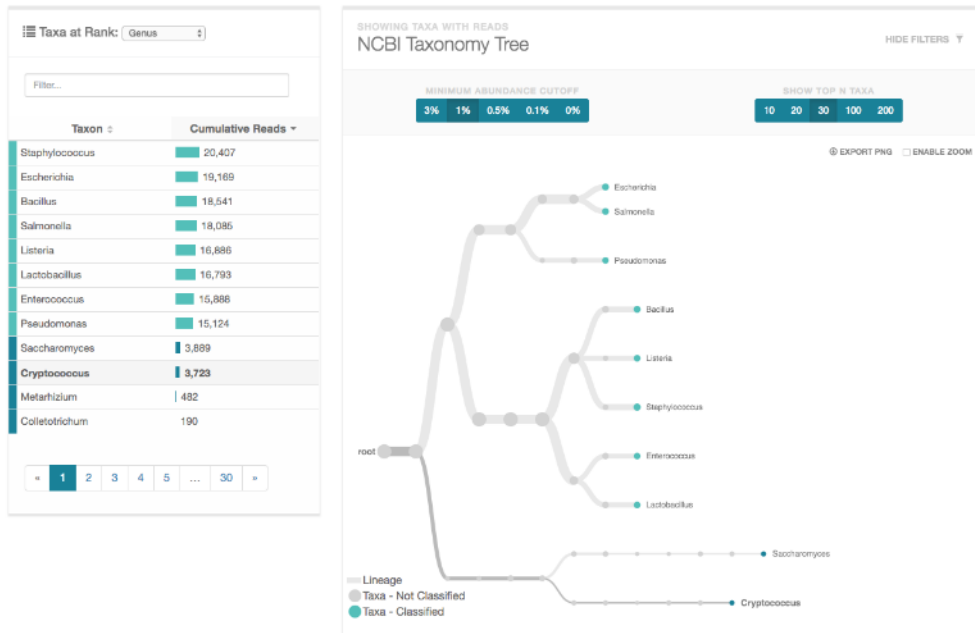 Taxa at Rank: Genus
Filter...
Taxon Cumulative Reads
Staphylococcus 20,407
Escherichia 19,169
Bacillus 18,541
Salmonella 18,085
Listeria 16,886
Lactobacillus 16,793
Enterococcus 15,888
Pseudomonas 15,124
Saccharomyces 3,889
Cryptococcus 3,723
Metarhizium 482
Colletotrichum 190
« 1 2 3 4 5 ... 30 »
SHOWING TAXA WITH READS
NCBI Taxonomy Tree
HIDE FILTERS
MINIMUM ABUNDANCE CUTOFF
3% 1% 0.5% 0.1% 0%
SHOW TOP N TAXA
10 20 30 100 200
EXPORT PNG ENABLE ZOOM
Escherichia
Salmonella
Pseudomonas
Bacillus
Listeria
Staphylococcus
root
Enterococcus
Lactobacillus
Saccharomyces
Cryptococcus
Lineage
Taxa - Not Classified
Taxa - Classified